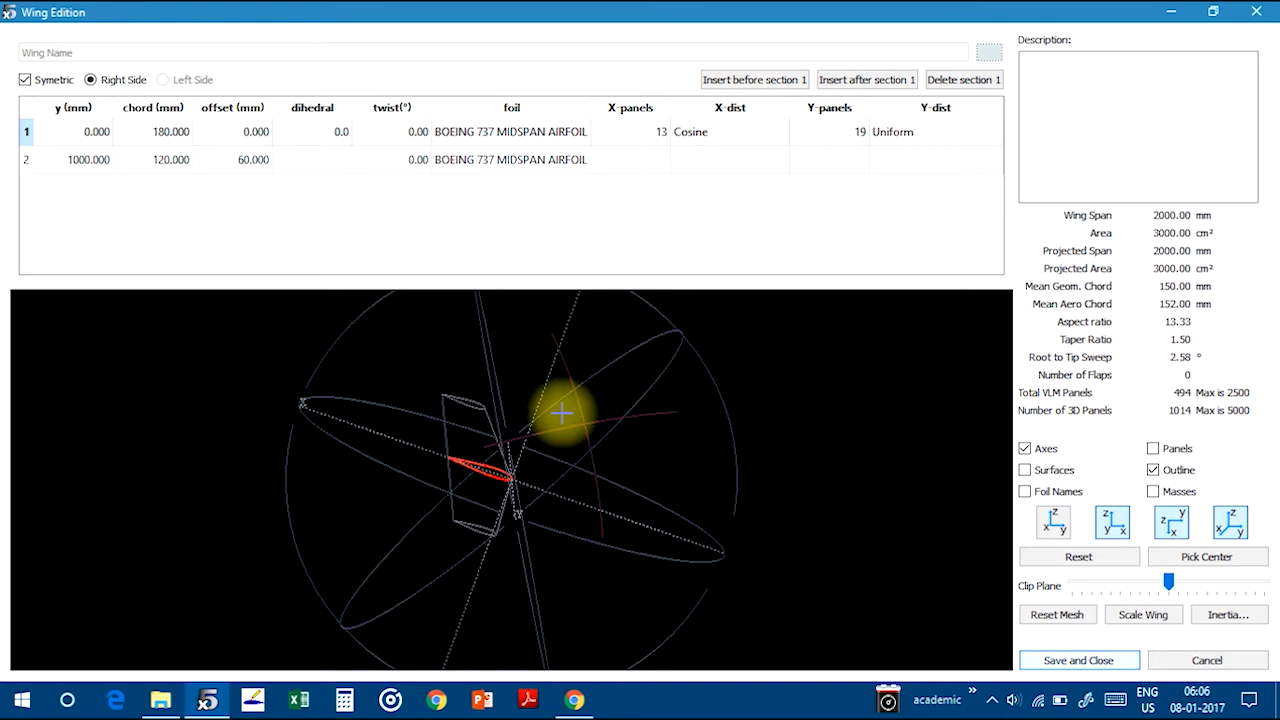 Wing Edition
Wing Name
Symetric Right Side Left Side
Insert before section 1 Insert after section 1 Delete section 1
y (mm) chord (mm) offset (mm) dihedral twist(°) foil X-panels X-dist Y-panels Y-dist
1 0.000 180.000 0.000 0.0 0.00 BOEING 737 MIDSPAN AIRFOIL 13 Cosine 19 Uniform
2 1000.000 120.000 60.000 0.00 BOEING 737 MIDSPAN AIRFOIL
Description:
Wing Span 2000.00 mm
Area 3000.00 cm²
Projected Span 2000.00 mm
Projected Area 3000.00 cm²
Mean Geom. Chord 150.00 mm
Mean Aero Chord 152.00 mm
Aspect ratio 13.33
Taper Ratio 1.50
Root to Tip Sweep 2.58 °
Number of Flaps 0
Total VLM Panels 494 Max is 2500
Number of 3D Panels 1014 Max is 5000
Axes Panels
Surfaces Outline
Foil Names Masses
z x y z y x z y x z x y
Reset Pick Center
Clip Plane
Reset Mesh Scale Wing Inertia...
Save and Close Cancel
academic
ENG
US
06:06
08-01-2017